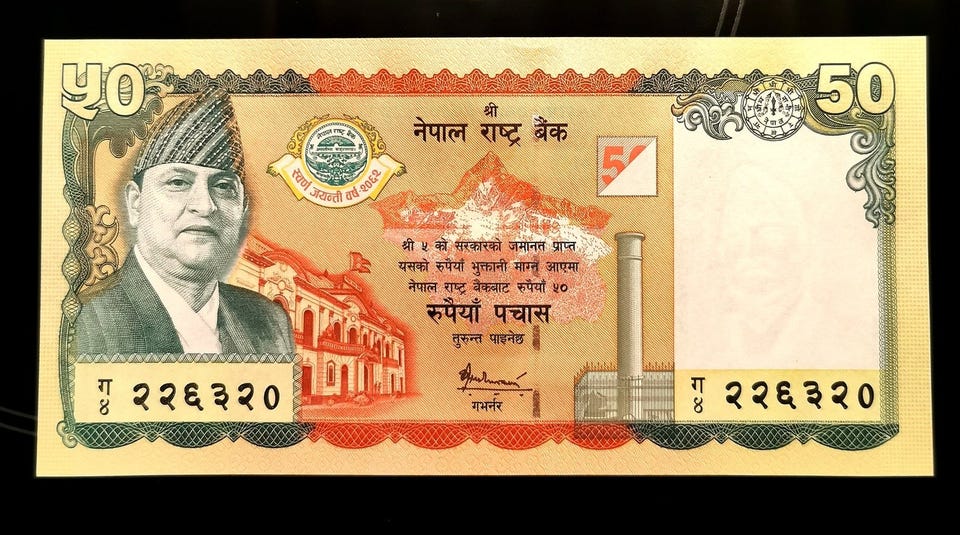 ५०
50
श्री
नेपाल राष्ट्र बैंक
नेपाल राष्ट्र बैंक
स्वर्ण जयन्ती वर्ष-२०६२
50
श्री ५ को सरकारको जमानत प्राप्त
यसको रुपैयाँ भुक्तानी माग्न आएमा
नेपाल राष्ट्र बैंकबाट रुपैयाँ ५०
रुपैयाँ पचास
तुरुन्त पाइनेछ
गभर्नर
ग
४ २२६३२०
ग
४ २२६३२०